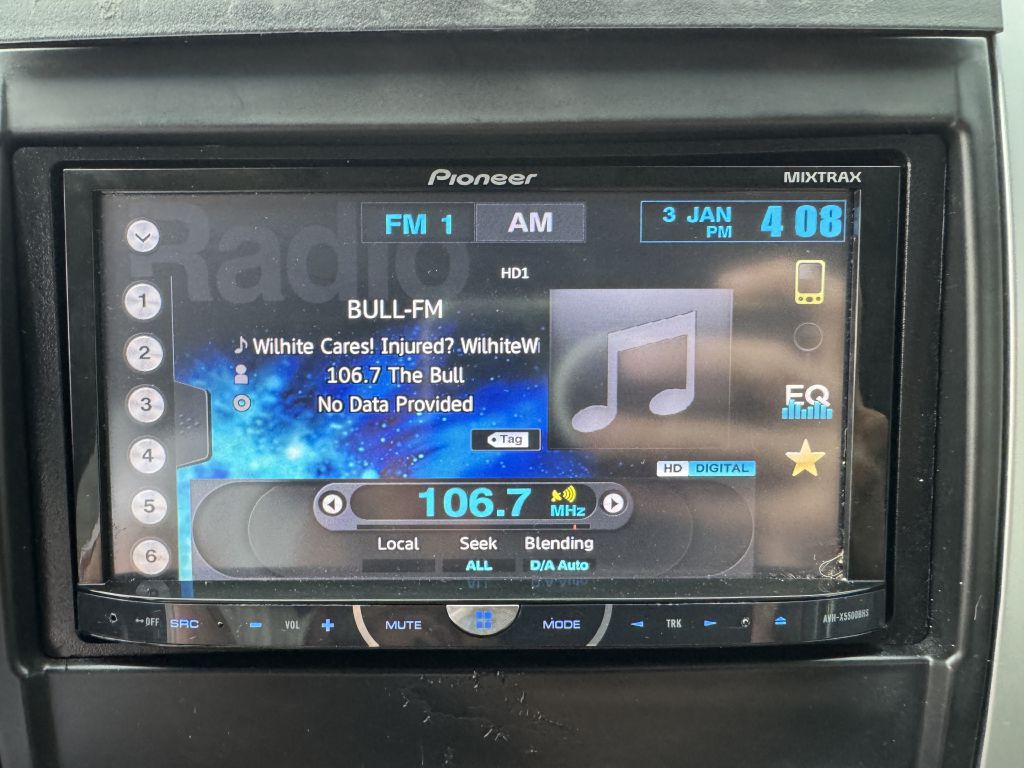 Pioneer
MIXTRAX
Radio
FM 1
AM
3 JAN
PM
4 08
HD1
BULL-FM
Wilhite Cares! Injured? WilhiteW
106.7 The Bull
No Data Provided
Tag
EQ
HD DIGITAL
1
2
3
4
5
6
106.7
MHz
Local
Seek
Blending
ALL
D/A Auto
OFF
SRC
VOL
MUTE
MODE
TRK
AVH-X5500BHS